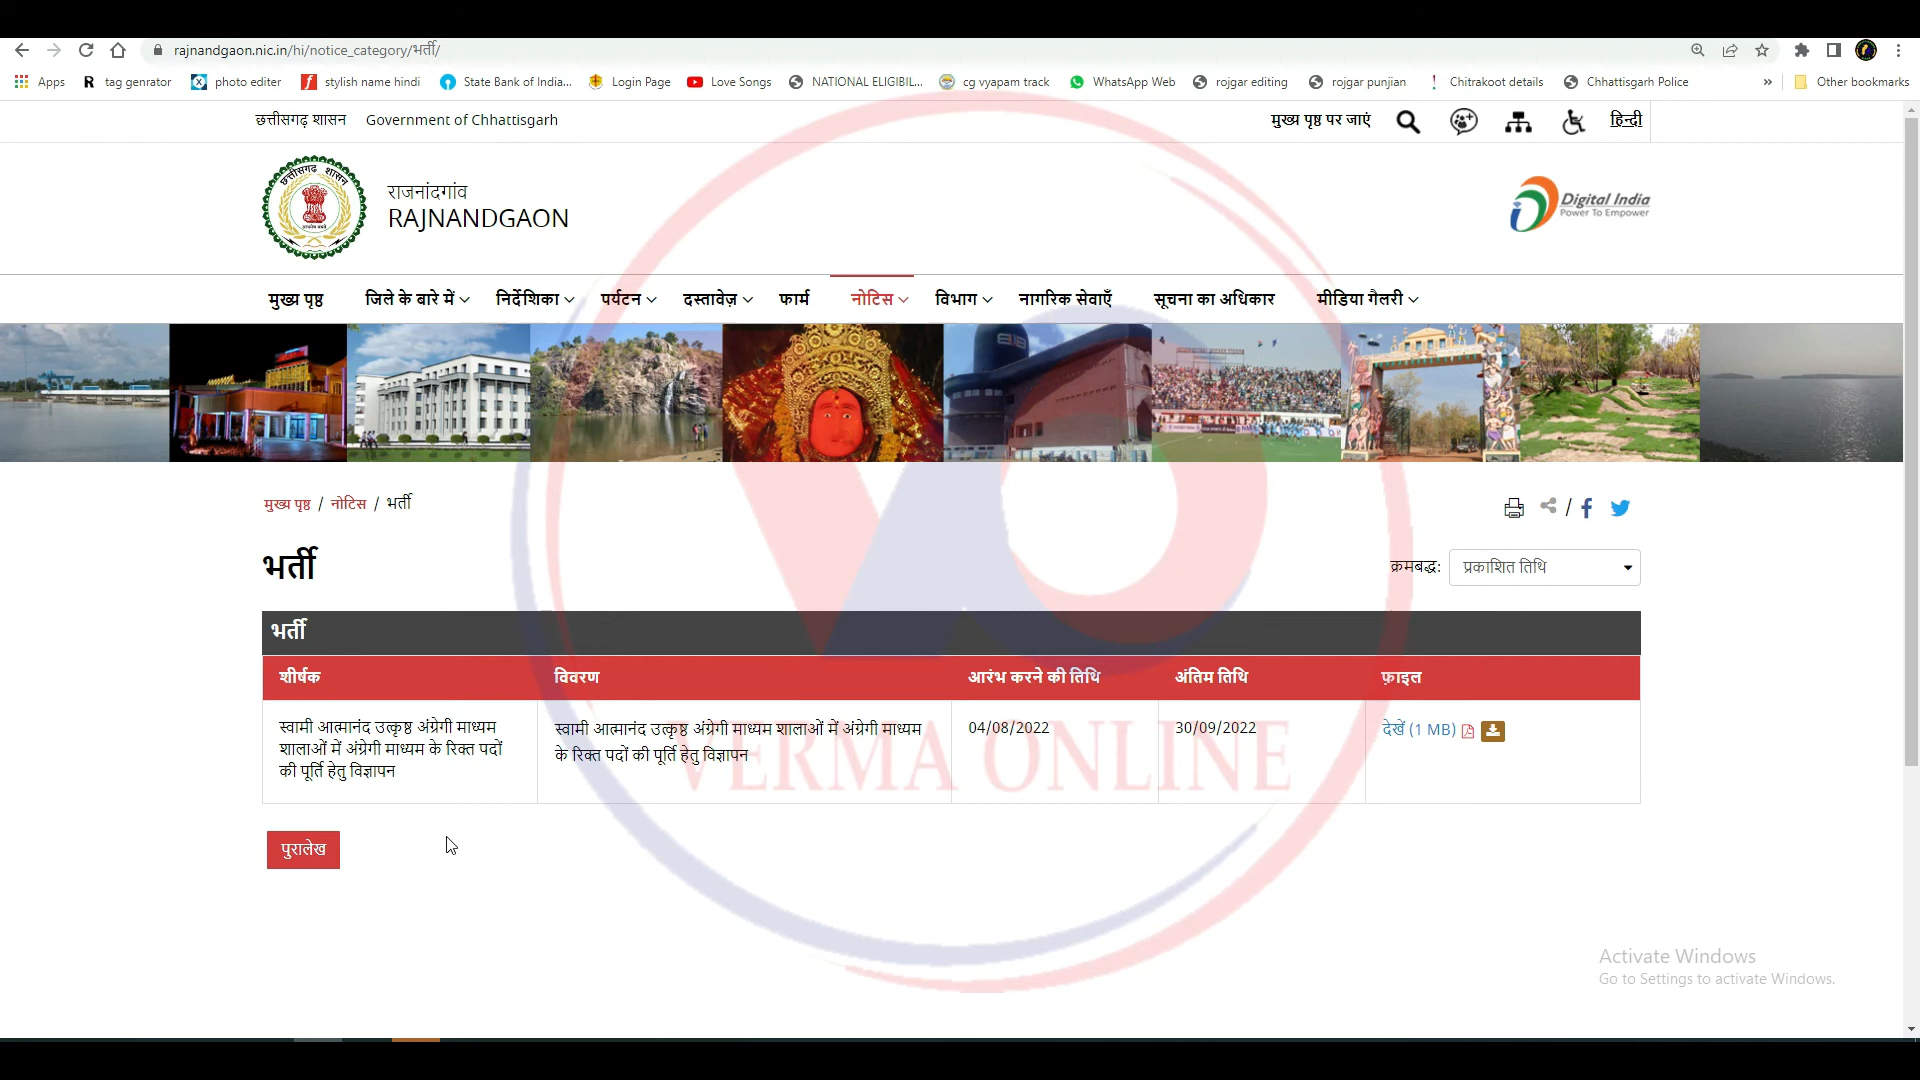 rajnandgaon.nic.in/hi/notice_category/भर्ती/
Apps
R tag genrator
photo editer
stylish name hindi
State Bank of India...
Login Page
Love Songs
NATIONAL ELIGIBIL...
cg vyapam track
WhatsApp Web
rojgar editing
rojgar punjian
Chitrakoot details
Chhattisgarh Police
»
Other bookmarks
छत्तीसगढ़ शासन Government of Chhattisgarh
मुख्य पृष्ठ पर जाएं
हिन्दी
छत्तीसगढ़ शासन
राजनांदगांव
RAJNANDGAON
Digital India
Power To Empower
मुख्य पृष्ठ जिले के बारे में निर्देशिका पर्यटन दस्तावेज़ फार्म नोटिस विभाग नागरिक सेवाएँ सूचना का अधिकार मीडिया गैलरी
मुख्य पृष्ठ / नोटिस / भर्ती
/
भर्ती
क्रमबद्ध: प्रकाशित तिथि
भर्ती
शीर्षक विवरण आरंभ करने की तिथि अंतिम तिथि फ़ाइल
स्वामी आत्मानंद उत्कृष्ठ अंग्रेगी माध्यम
शालाओं में अंग्रेगी माध्यम के रिक्त पदों
की पूर्ति हेतु विज्ञापन
स्वामी आत्मानंद उत्कृष्ठ अंग्रेगी माध्यम शालाओं में अंग्रेगी माध्यम
के रिक्त पदों की पूर्ति हेतु विज्ञापन
04/08/2022
30/09/2022
देखें (1 MB)
VERMA ONLINE
पुरालेख
Activate Windows
Go to Settings to activate Windows.